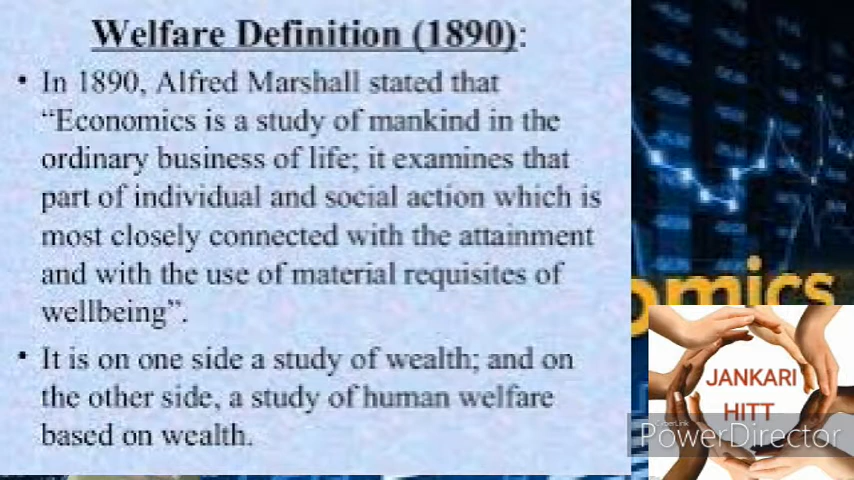 Welfare Definition (1890):
• In 1890, Alfred Marshall stated that
“Economics is a study of mankind in the
ordinary business of life; it examines that
part of individual and social action which is
most closely connected with the attainment
and with the use of material requisites of
wellbeing”.
• It is on one side a study of wealth; and on
the other side, a study of human welfare
based on wealth.
omics
JANKARI
HITT
CyberLink
PowerDirector